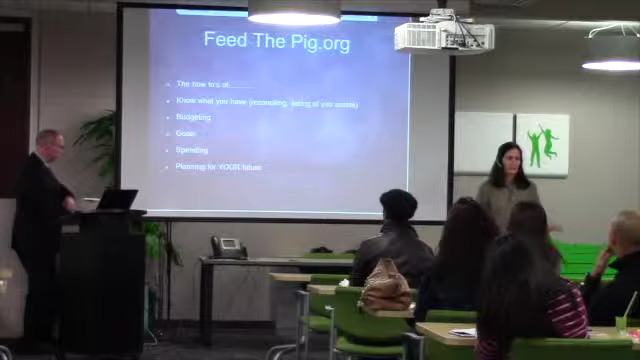 Feed The Pig.org
The how to's of.........
Know what you have (reconciling, listing of you assets)
Budgeting
Goals
Spending
Planning for YOUR future